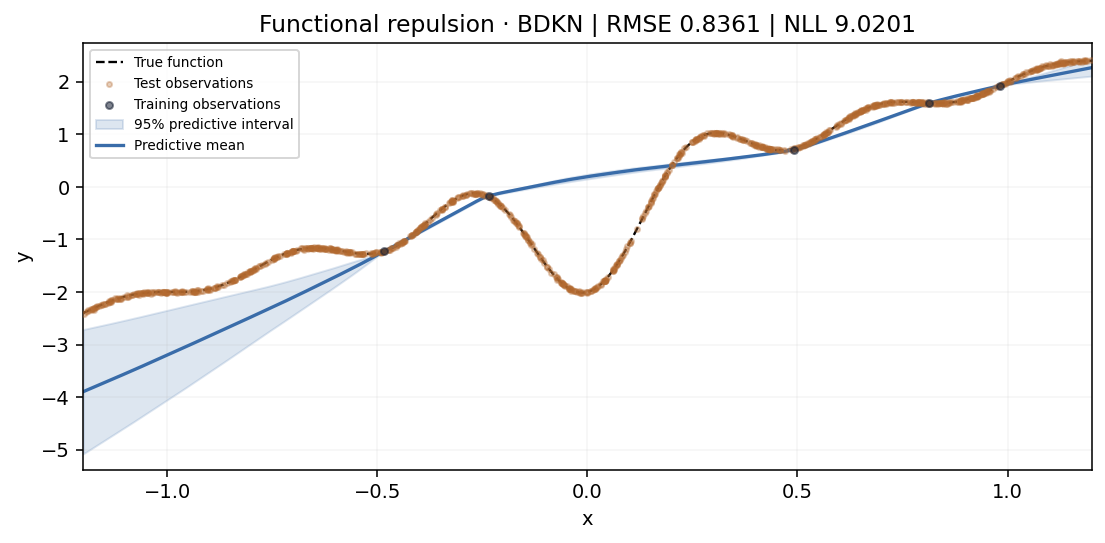 Functional repulsion · BDKN | RMSE 0.8361 | NLL 9.0201
True function
Test observations
Training observations
95% predictive interval
Predictive mean
2
1
0
−1
−2
−3
−4
−5
y
−1.0
−0.5
0.0
0.5
1.0
x